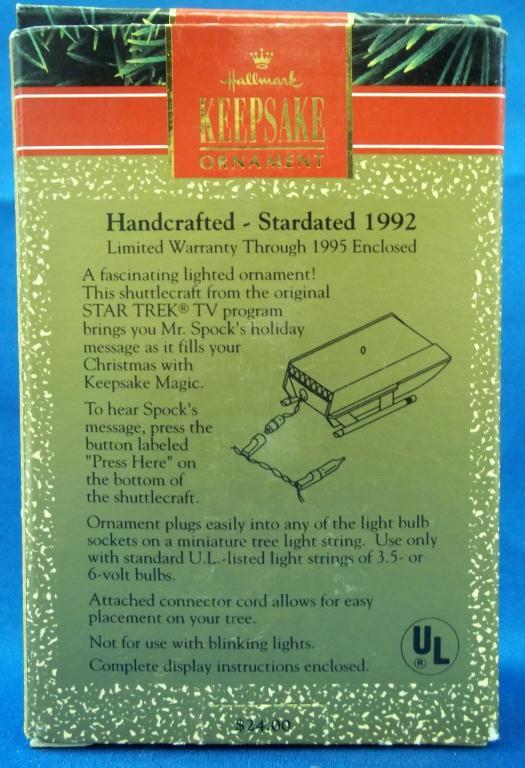 Hallmark
KEEPSAKE
ORNAMENT
Handcrafted - Stardated 1992
Limited Warranty Through 1995 Enclosed
A fascinating lighted ornament!
This shuttlecraft from the original
STAR TREK® TV program
brings you Mr. Spock's holiday
message as it fills your
Christmas with
Keepsake Magic.
To hear Spock's
message, press the
button labeled
"Press Here" on
the bottom of
the shuttlecraft.
Ornament plugs easily into any of the light bulb
sockets on a miniature tree light string. Use only
with standard U.L.-listed light strings of 3.5- or
6-volt bulbs.
Attached connector cord allows for easy
placement on your tree.
Not for use with blinking lights.
Complete display instructions enclosed.
UL
®
$24.00